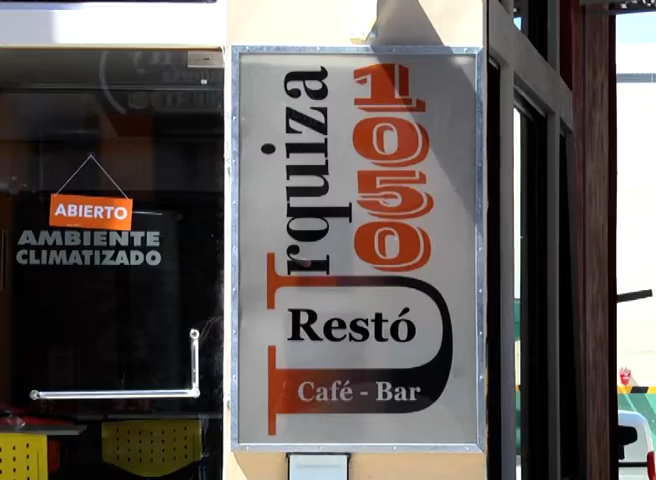 ABIERTO
AMBIENTE
CLIMATIZADO
Urquiza
1050
Restó
Café - Bar